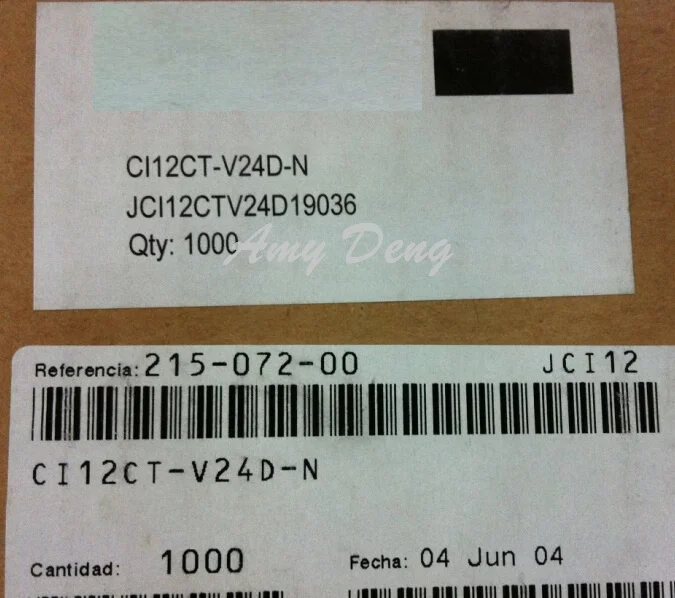 CI12CT-V24D-N
JCI12CTV24D19036
Qty: 1000
Amy Deng
Referencia: 215-072-00 JCI12
CI12CT-V24D-N
Cantidad: 1000 Fecha: 04 Jun 04